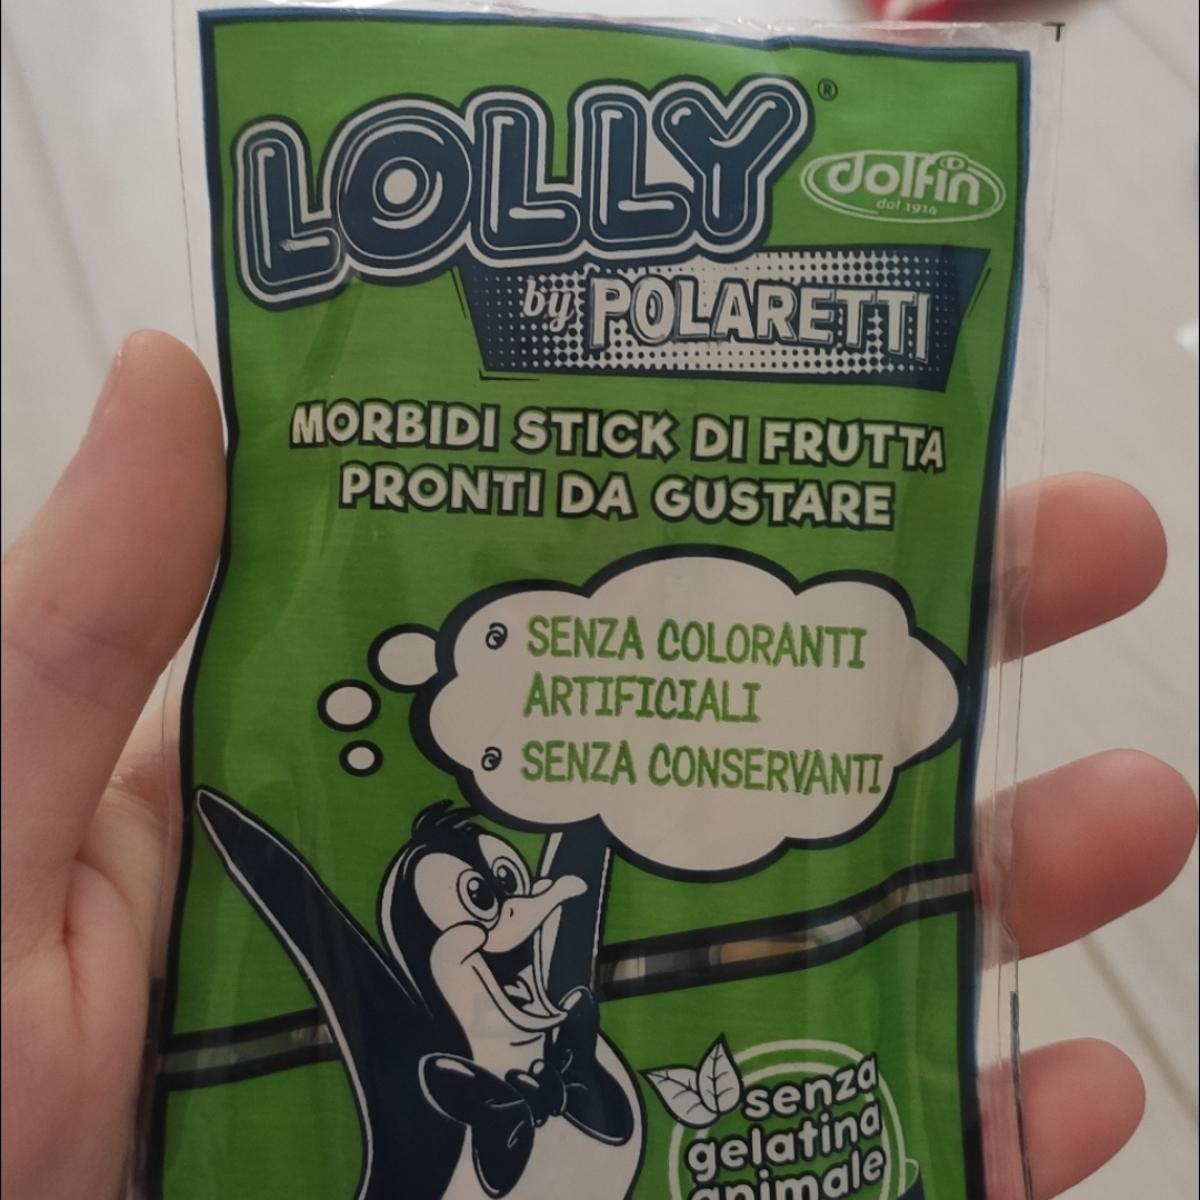 LOLLY®
dolfin
dal 1914
by POLARETTI
MORBIDI STICK DI FRUTTA
PRONTI DA GUSTARE
SENZA COLORANTI
ARTIFICIALI
SENZA CONSERVANTI
senza
gelatina
animale